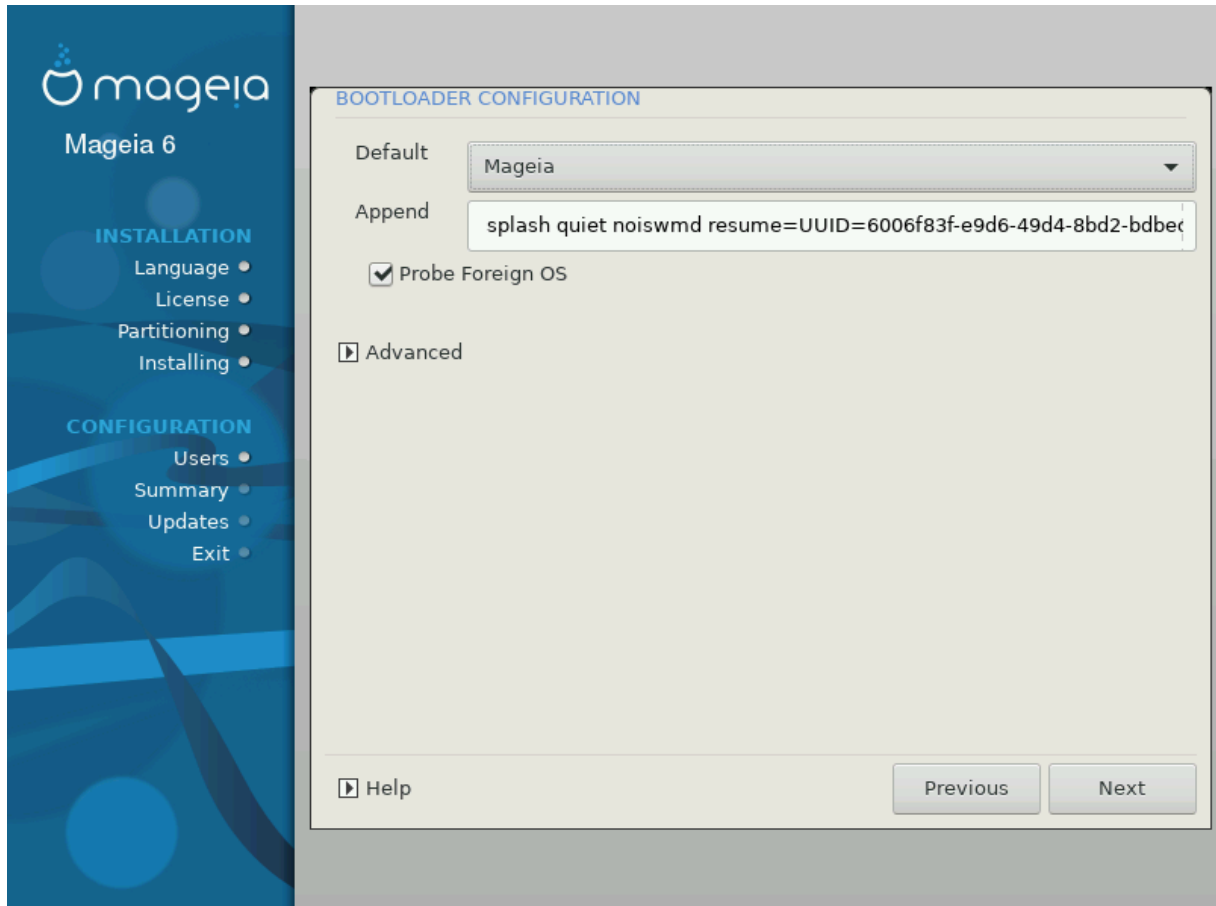 mageia
Mageia 6
INSTALLATION
Language
License
Partitioning
Installing
CONFIGURATION
Users
Summary
Updates
Exit
BOOTLOADER CONFIGURATION
Default
Mageia
Append
splash quiet noiswmd resume=UUID=6006f83f-e9d6-49d4-8bd2-bdbec
Probe Foreign OS
Advanced
Help
Previous
Next